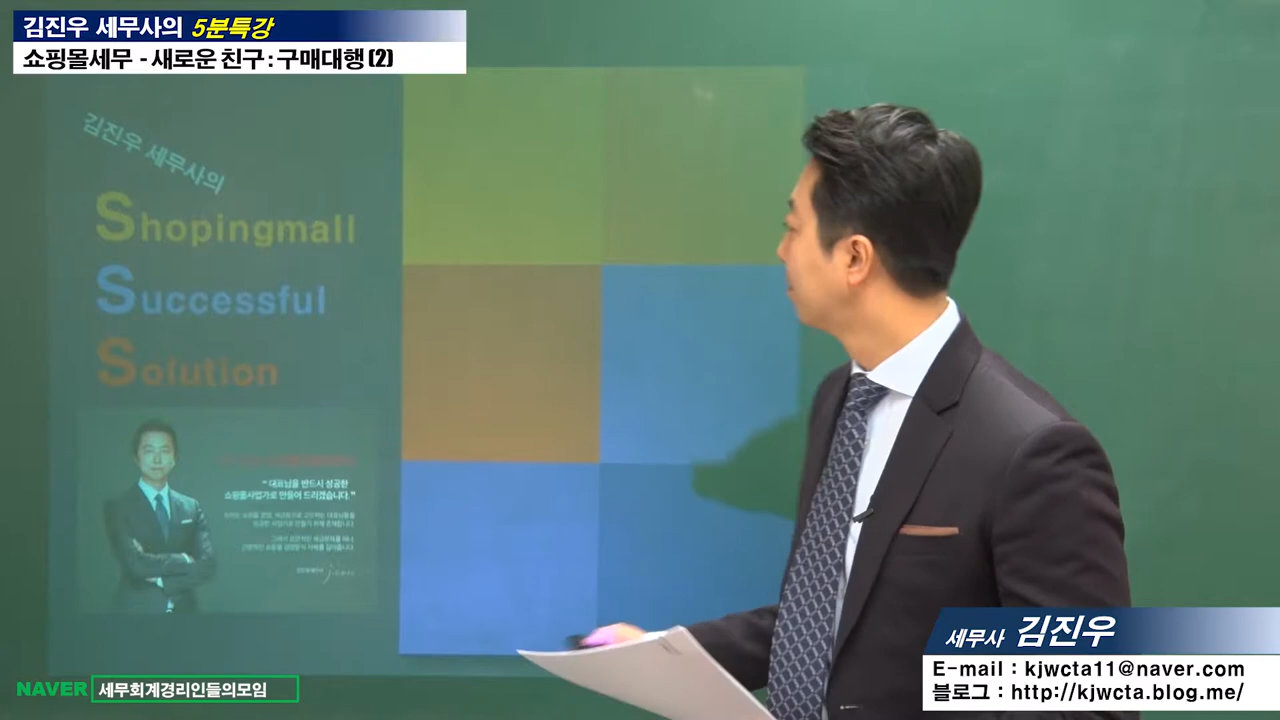 김진우 세무사의 5분특강
쇼핑몰세무 - 새로운 친구 : 구매대행 (2)
김진우 세무사의
Shopingmall
Successful
Solution
" 대표님을 반드시 성공한
쇼핑몰사업가로 만들어 드리겠습니다."
세무사 김진우
E-mail : kjwcta11@naver.com
블로그 : http://kjwcta.blog.me/
NAVER 세무회계경리인들의모임